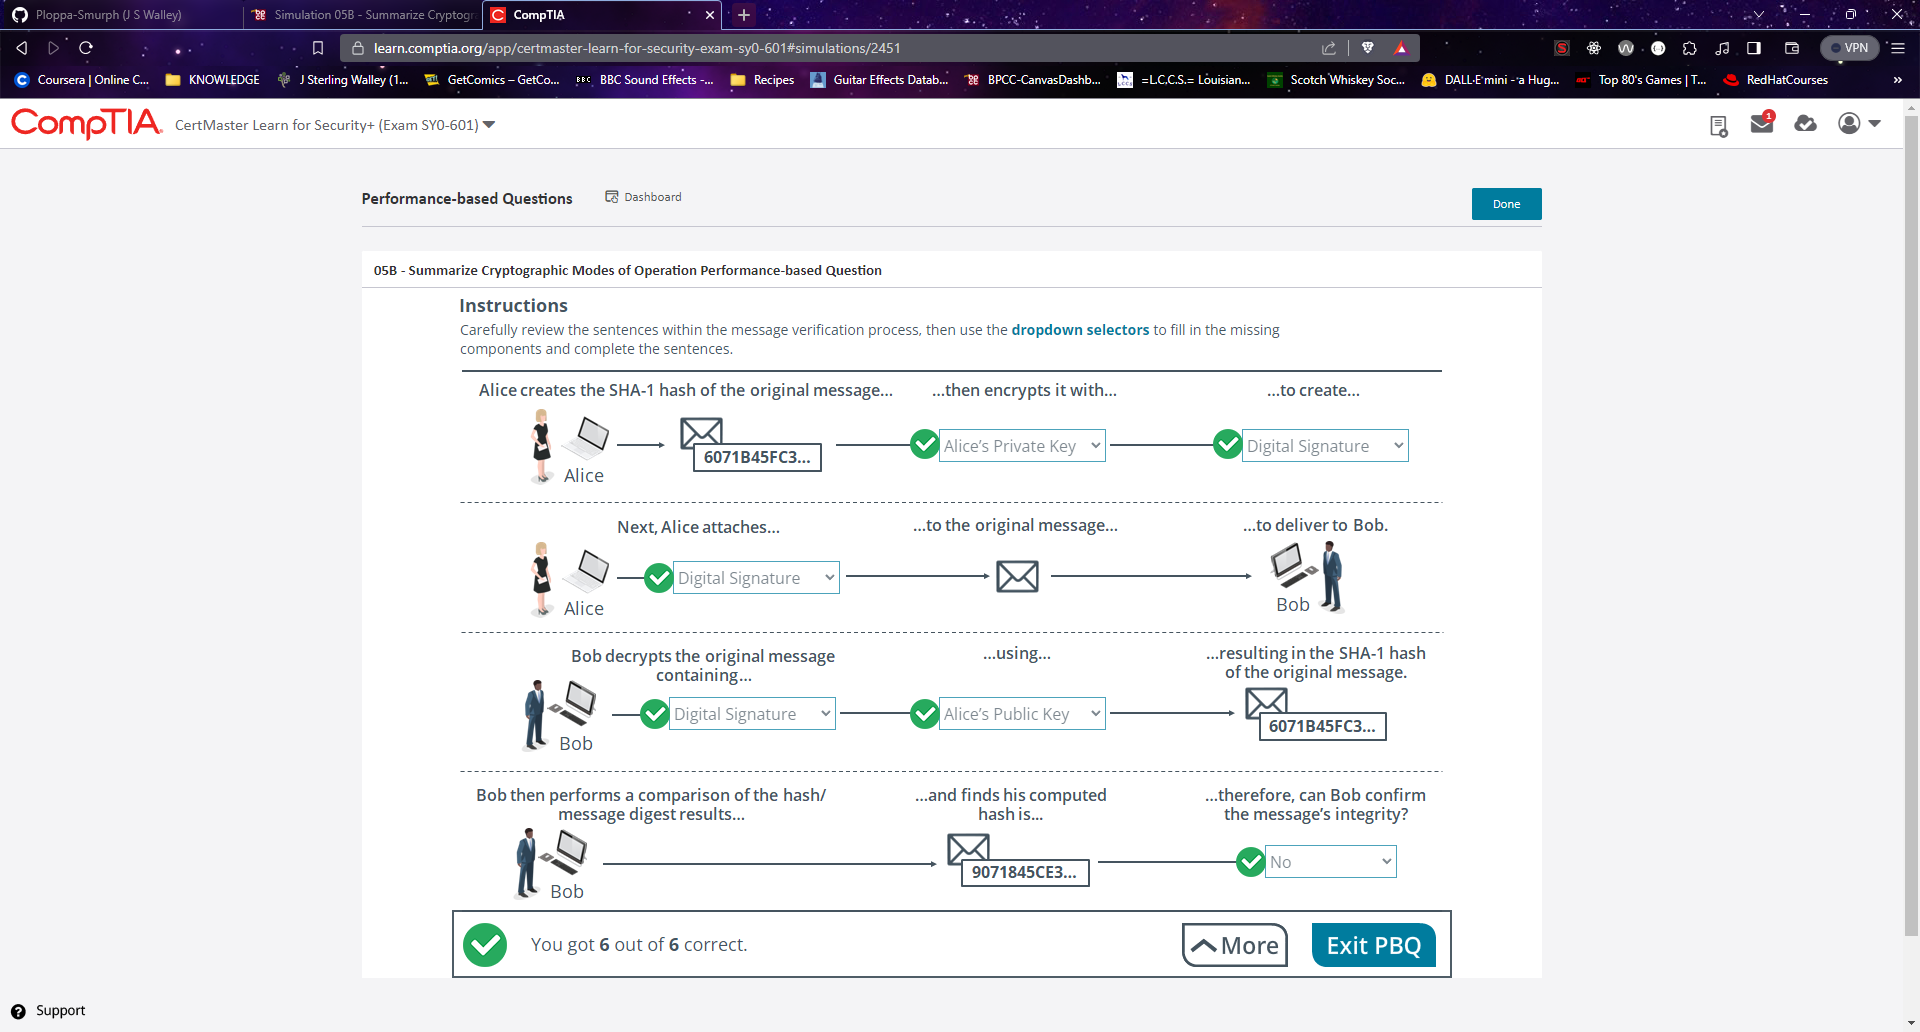 Ploppa-Smurph (J S Walley)
Simulation 05B - Summarize Cryptogr
CompTIA
learn.comptia.org/app/certmaster-learn-for-security-exam-sy0-601#simulations/2451
VPN
Coursera | Online C...
KNOWLEDGE
J Sterling Walley (1...
GetComics – GetCo...
BBC
BBC Sound Effects -...
Recipes
Guitar Effects Datab...
BPCC-CanvasDashb...
=L.C,C.S.= Louisian...
Scotch Whiskey Soc...
DALL·E mini - a Hug...
Top 80's Games | T...
RedHatCourses
»
CompTIA.
CertMaster Learn for Security+ (Exam SY0-601)
1
Performance-based Questions
Dashboard
Done
05B - Summarize Cryptographic Modes of Operation Performance-based Question
Instructions
Carefully review the sentences within the message verification process, then use the dropdown selectors to fill in the missing
components and complete the sentences.
Alice creates the SHA-1 hash of the original message...
...then encrypts it with...
...to create...
6071B45FC3...
Alice's Private Key
Digital Signature
Alice
Next, Alice attaches...
...to the original message...
...to deliver to Bob.
Digital Signature
Alice
Bob
Bob decrypts the original message
containing...
...using...
...resulting in the SHA-1 hash
of the original message.
Digital Signature
Alice's Public Key
6071B45FC3...
Bob
Bob then performs a comparison of the hash/
message digest results...
...and finds his computed
hash is...
...therefore, can Bob confirm
the message's integrity?
9071845CE3...
No
Bob
You got 6 out of 6 correct.
More
Exit PBQ
Support